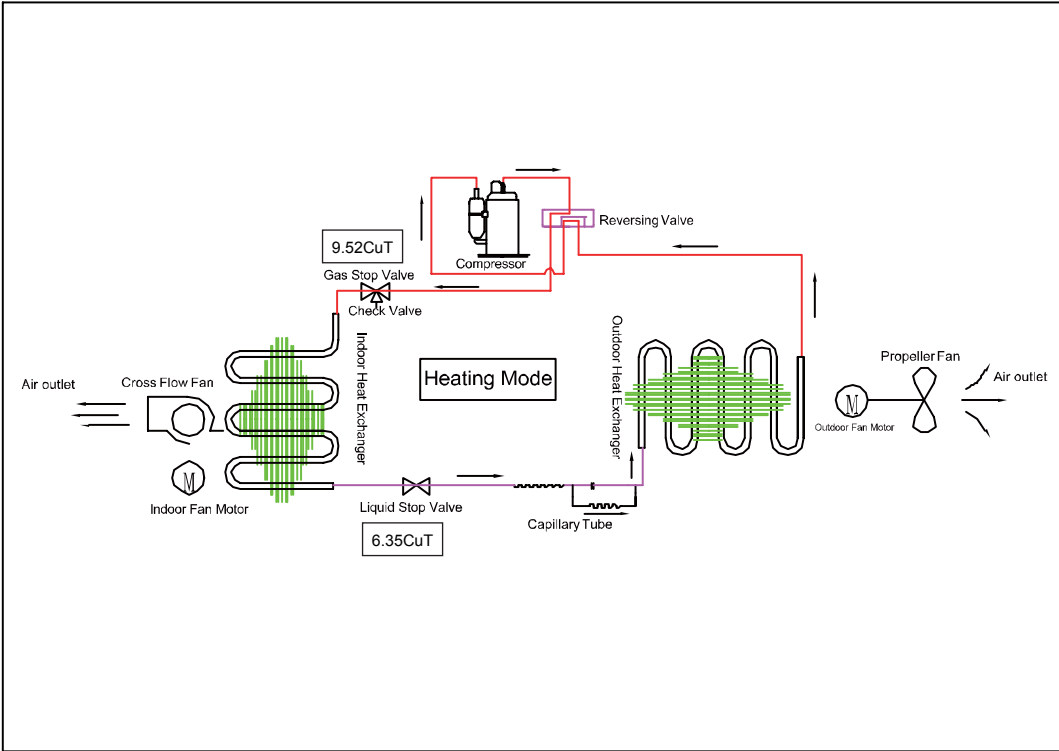 Reversing Valve
9.52CuT
Compressor
Gas Stop Valve
Check Valve
Indoor Heat Exchanger
Outdoor Heat Exchanger
Heating Mode
Propeller Fan
Air outlet
Cross Flow Fan
Air outlet
M
Outdoor Fan Motor
M
Indoor Fan Motor
Liquid Stop Valve
Capillary Tube
6.35CuT